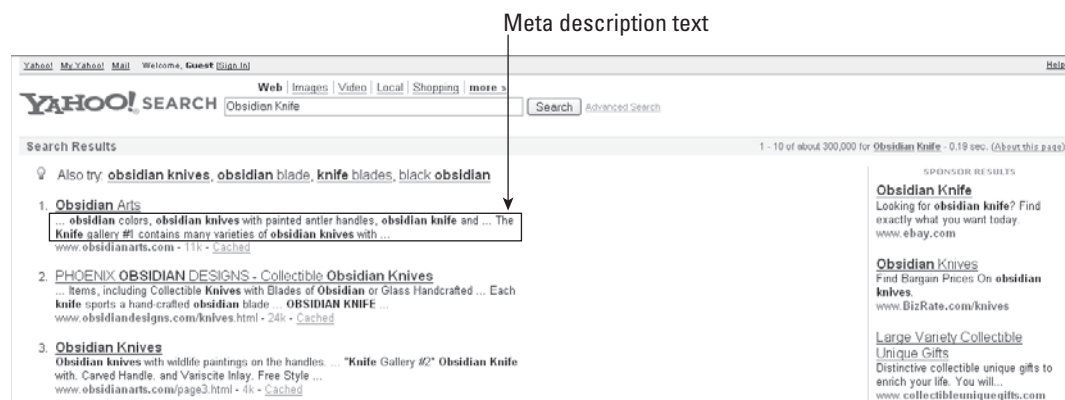 Meta description text
Yahoo! My Yahoo! Mail Welcome, Guest [Sign In] Help
Web | Images | Video | Local | Shopping | more »
YAHOO! SEARCH Obsidian Knife Search Advanced Search
Search Results 1 - 10 of about 300,000 for Obsidian Knife - 0.19 sec. (About this page)
Also try: obsidian knives, obsidian blade, knife blades, black obsidian
1. Obsidian Arts
... obsidian colors, obsidian knives with painted antler handles, obsidian knife and ... The
Knife gallery #1 contains many varieties of obsidian knives with ...
www.obsidianarts.com - 11k - Cached
2. PHOENIX OBSIDIAN DESIGNS - Collectible Obsidian Knives
... Items, including Collectible Knives with Blades of Obsidian or Glass Handcrafted ... Each
knife sports a hand-crafted obsidian blade ... OBSIDIAN KNIFE ...
www.obsidiandesigns.com/knives.html - 24k - Cached
3. Obsidian Knives
Obsidian knives with wildlife paintings on the handles. ... "Knife Gallery #2" Obsidian Knife
with. Carved Handle. and Variscite Inlay. Free Style ...
www.obsidianarts.com/page3.html - 4k - Cached
SPONSOR RESULTS
Obsidian Knife
Looking for obsidian knife? Find
exactly what you want today.
www.ebay.com
Obsidian Knives
Find Bargain Prices On obsidian
knives.
www.BizRate.com/knives
Large Variety Collectible
Unique Gifts
Distinctive collectible unique gifts to
enrich your life. You will...
www.collectibleuniquegifts.com